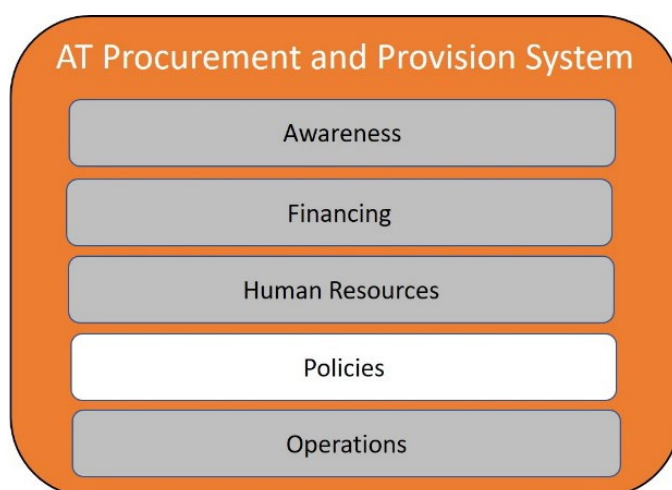 AT Procurement and Provision System
Awareness
Financing
Human Resources
Policies
Operations